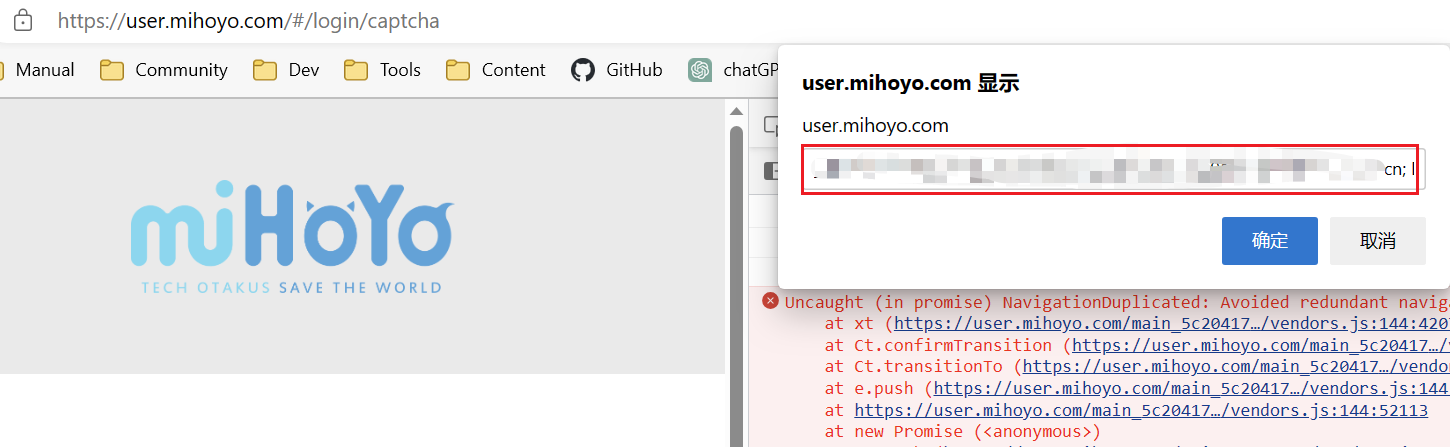 https://user.mihoyo.com/#/login/captcha
Manual Community Dev Tools Content GitHub chatGP
user.mihoyo.com 显示
user.mihoyo.com
cn;
确定 取消
miHoYo
TECH OTAKUS SAVE THE WORLD
Uncaught (in promise) NavigationDuplicated: Avoided redundant naviga
at xt (https://user.mihoyo.com/main_5c20417…/vendors.js:144:4207
at Ct.confirmTransition (https://user.mihoyo.com/main_5c20417…/v
at Ct.transitionTo (https://user.mihoyo.com/main_5c20417…/vendo
at e.push (https://user.mihoyo.com/main_5c20417…/vendors.js:144
at https://user.mihoyo.com/main_5c20417…/vendors.js:144:52113
at new Promise (<anonymous>)